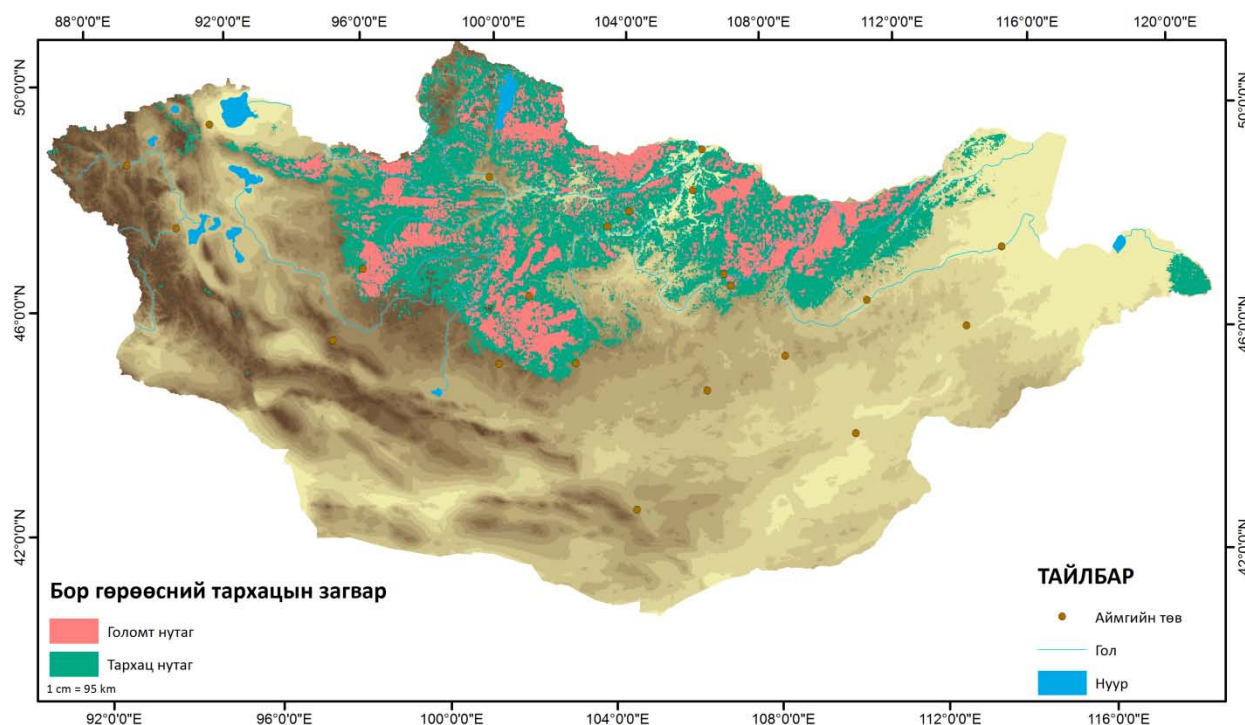 88°0'0"E 92°0'0"E 96°0'0"E 100°0'0"E 104°0'0"E 108°0'0"E 112°0'0"E 116°0'0"E 120°0'0"E
50°0'0"N
50°0'0"N
46°0'0"N
46°0'0"N
42°0'0"N
42°0'0"N
Бор гөрөөсний тархацын загвар
Голомт нутаг
Тархац нутаг
1 cm = 95 km
ТАЙЛБАР
Аймгийн төв
Гол
Нуур
92°0'0"E 96°0'0"E 100°0'0"E 104°0'0"E 108°0'0"E 112°0'0"E 116°0'0"E